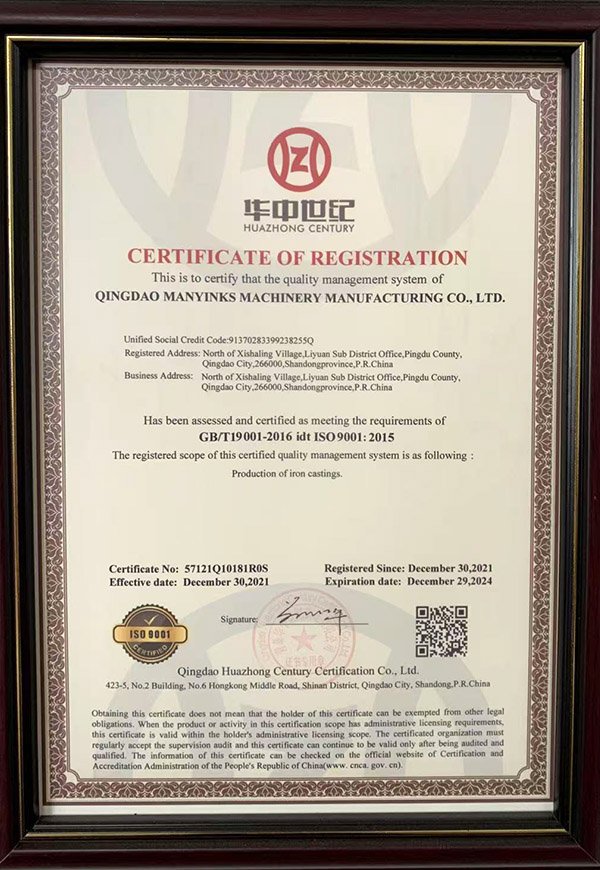 华中世纪
HUAZHONG CENTURY
CERTIFICATE OF REGISTRATION
This is to certify that the quality management system of
QINGDAO MANYINKS MACHINERY MANUFACTURING CO., LTD.
Unified Social Credit Code:91370283399238255Q
Registered Address: North of Xishaling Village,Liyuan Sub District Office,Pingdu County,
Qingdao City,266000,Shandongprovince,P.R.China
Business Address: North of Xishaling Village,Liyuan Sub District Office,Pingdu County,
Qingdao City,266000,Shandongprovince,P.R.China
Has been assessed and certified as meeting the requirements of
GB/T19001-2016 idt ISO9001: 2015
The registered scope of this certified quality management system is as following :
Production of iron castings.
Certificate No: 57121Q10181R0S Registered Since: December 30,2021
Effective date: December 30,2021 Expiration date: December 29,2024
ISO 9001
CERTIFIED
Signature:
Qingdao Huazhong Century Certification Co., Ltd.
423-5, No.2 Building, No.6 Hongkong Middle Road, Shinan District, Qingdao City, Shandong,P.R.China
Obtaining this certificate does not mean that the holder of this certificate can be exempted from other legal
obligations. When the product or activity in this certification scope has administrative licensing requirements,
this certificate is valid within the holder's administrative licensing scope. The certificated organization must
regularly accept the supervision audit and this certificate can continue to be valid only after being audited and
qualified. The information of this certificate can be checked on the official website of Certification and
Accreditation Administration of the People's Republic of China(www. cnca. gov. cn).